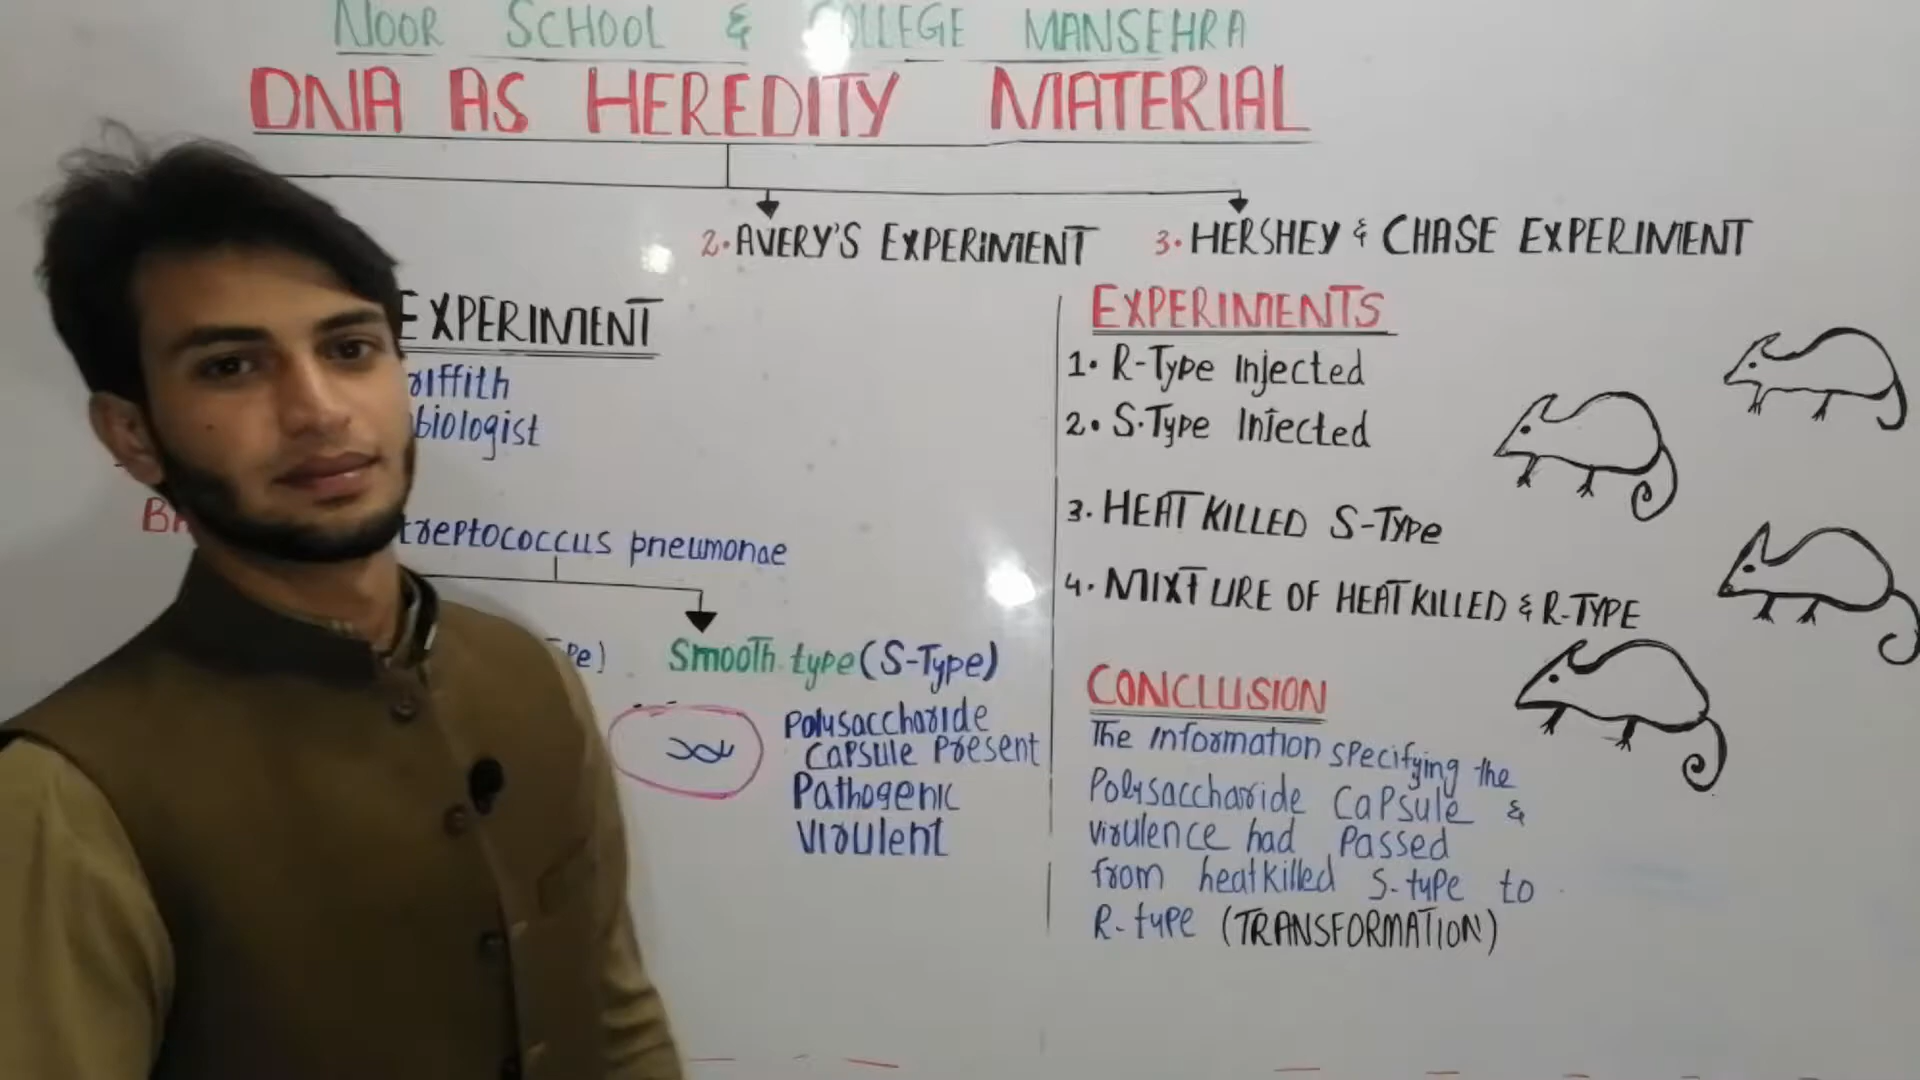 NOOR SCHOOL & COLLEGE MANSEHRA
DNA AS HEREDITY MATERIAL
2. AVERY'S EXPERIMENT
3. HERSHEY & CHASE EXPERIMENT
EXPERIMENT
riffith
biologist
treptococcus pneumonae
Smooth type (S-Type)
Polysaccharide
Capsule Present
Pathogenic
Virulent
EXPERIMENTS
1. R-Type Injected
2. S-Type Injected
3. HEAT KILLED S-Type
4. MIXTURE OF HEAT KILLED & R-TYPE
CONCLUSION
The Information specifying the
Polysaccharide Capsule &
virulence had Passed
from heatkilled S-type to
R-type (TRANSFORMATION)